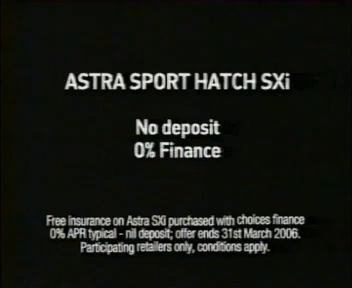 ASTRA SPORT HATCH SXi
No deposit
0% Finance
Free Insurance on Astra SXi purchased with choices finance
0% APR typical - nil deposit; offer ends 31st March 2006.
Participating retailers only, conditions apply.